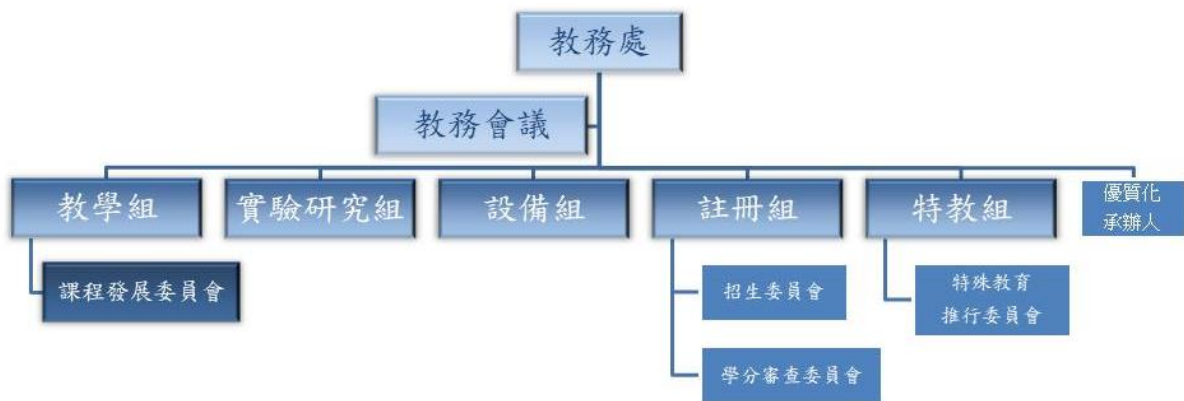 教務處
教務會議
教學組
實驗研究組
設備組
註冊組
特教組
優質化
承辦人
課程發展委員會
招生委員會
特殊教育
推行委員會
學分審查委員會